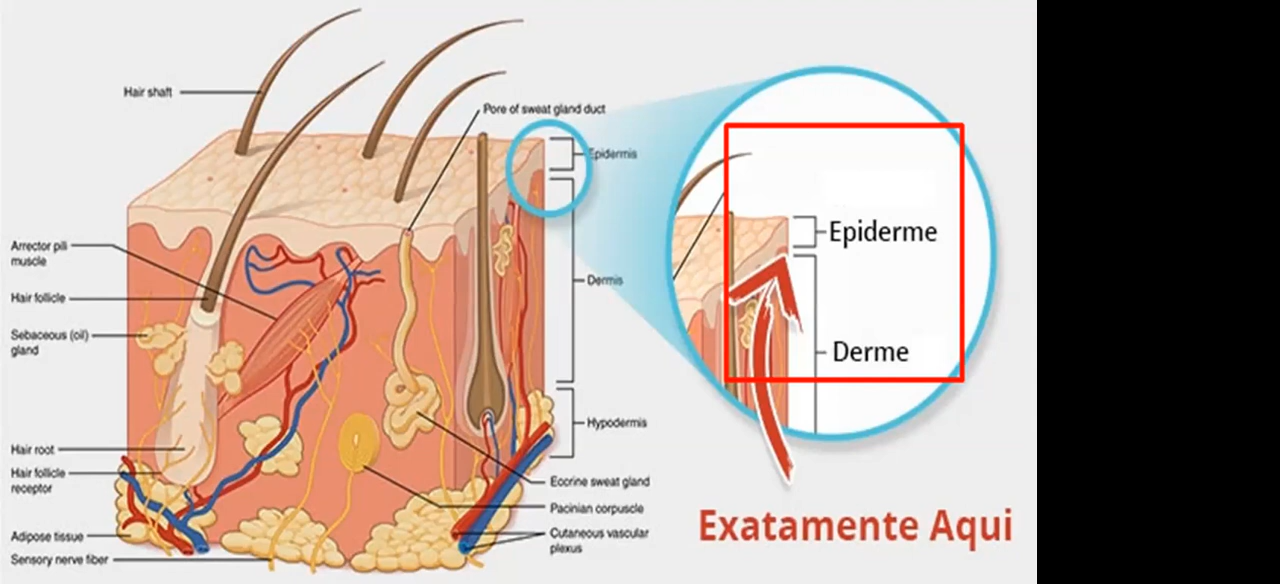 Hair shaft
Pore of sweat gland duct
Epidermis
Arrector pili
muscle
Hair follicle
Sebaceous (oil)
gland
Dermis
Hair root
Hair follicle
receptor
Adipose tissue
Sensory nerve fiber
Hypodermis
Eccrine sweat gland
Pacinian corpuscle
Cutaneous vascular
plexus
Epiderme
Derme
Exatamente Aqui